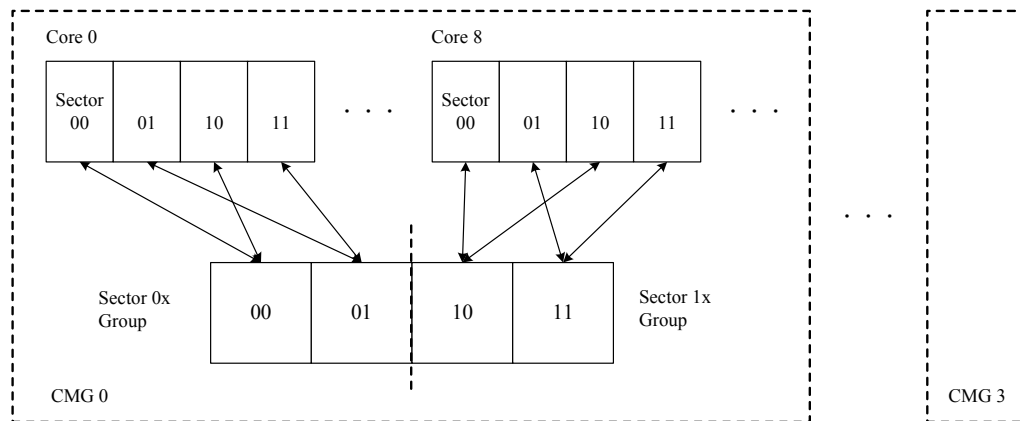 Core 0
Core 8
Sector
00 01 10 11
. . .
Sector
00 01 10 11
. . .
. . .
Sector 0x
Group
00 01 10 11
Sector 1x
Group
CMG 0
CMG 3